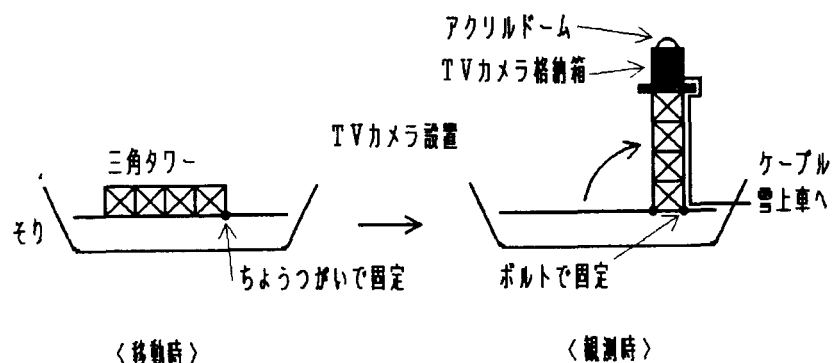 アクリルドーム
TVカメラ格納箱
TVカメラ設置
三角タワー
ケーブル
雪上車へ
そり
ちょうつがいで固定
ボルトで固定
〈移動時〉
〈観測時〉